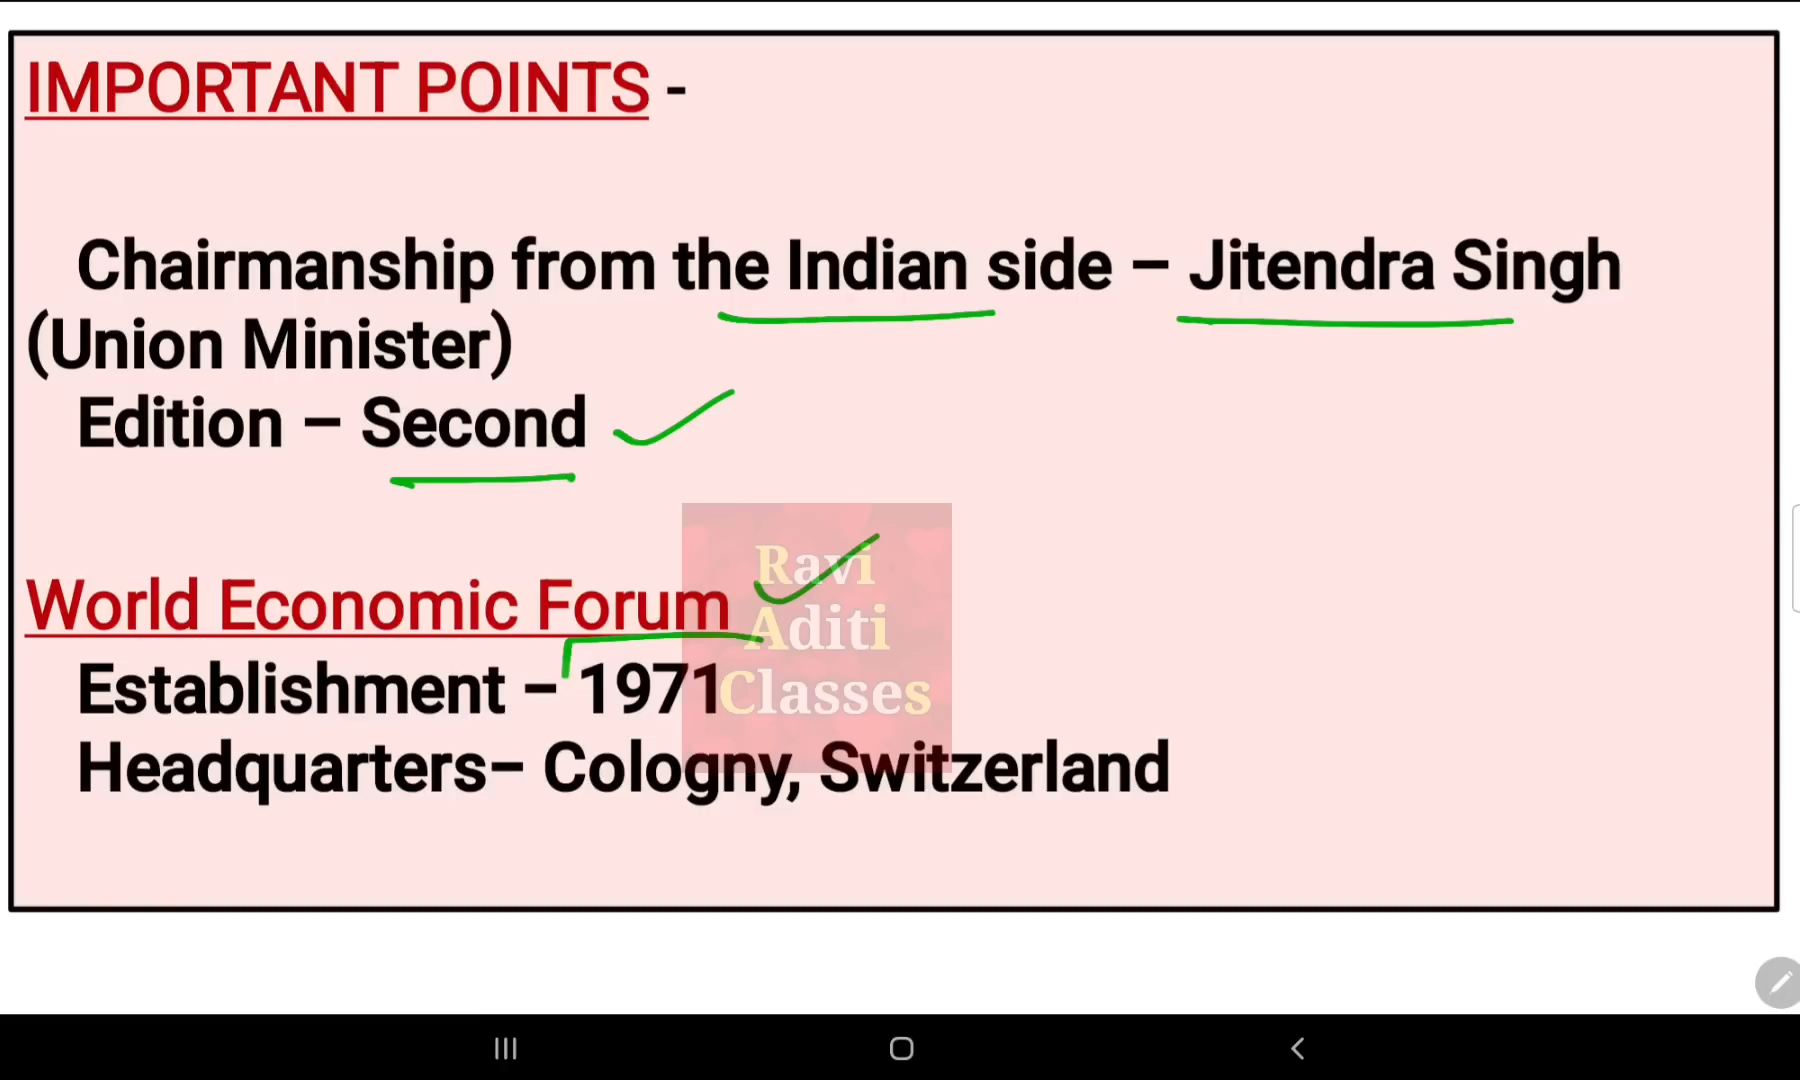 IMPORTANT POINTS -
Chairmanship from the Indian side – Jitendra Singh
(Union Minister)
Edition – Second
World Economic Forum
Establishment – 1971
Headquarters– Cologny, Switzerland
Ravi
Aditi
Classes